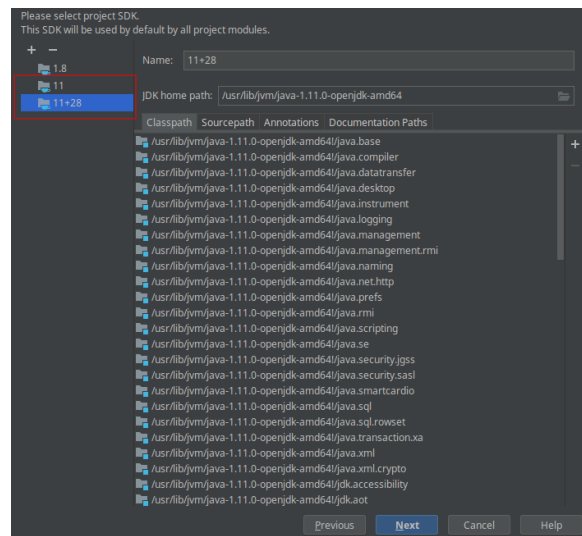 Please select project SDK.
This SDK will be used by default by all project modules.
+ −
1.8
11
11+28
Name: 11+28
JDK home path: /usr/lib/jvm/java-1.11.0-openjdk-amd64
Classpath Sourcepath Annotations Documentation Paths
/usr/lib/jvm/java-1.11.0-openjdk-amd64!/java.base
/usr/lib/jvm/java-1.11.0-openjdk-amd64!/java.compiler
/usr/lib/jvm/java-1.11.0-openjdk-amd64!/java.datatransfer
/usr/lib/jvm/java-1.11.0-openjdk-amd64!/java.desktop
/usr/lib/jvm/java-1.11.0-openjdk-amd64!/java.instrument
/usr/lib/jvm/java-1.11.0-openjdk-amd64!/java.logging
/usr/lib/jvm/java-1.11.0-openjdk-amd64!/java.management
/usr/lib/jvm/java-1.11.0-openjdk-amd64!/java.management.rmi
/usr/lib/jvm/java-1.11.0-openjdk-amd64!/java.naming
/usr/lib/jvm/java-1.11.0-openjdk-amd64!/java.net.http
/usr/lib/jvm/java-1.11.0-openjdk-amd64!/java.prefs
/usr/lib/jvm/java-1.11.0-openjdk-amd64!/java.rmi
/usr/lib/jvm/java-1.11.0-openjdk-amd64!/java.scripting
/usr/lib/jvm/java-1.11.0-openjdk-amd64!/java.se
/usr/lib/jvm/java-1.11.0-openjdk-amd64!/java.security.jgss
/usr/lib/jvm/java-1.11.0-openjdk-amd64!/java.security.sasl
/usr/lib/jvm/java-1.11.0-openjdk-amd64!/java.smartcardio
/usr/lib/jvm/java-1.11.0-openjdk-amd64!/java.sql
/usr/lib/jvm/java-1.11.0-openjdk-amd64!/java.sql.rowset
/usr/lib/jvm/java-1.11.0-openjdk-amd64!/java.transaction.xa
/usr/lib/jvm/java-1.11.0-openjdk-amd64!/java.xml
/usr/lib/jvm/java-1.11.0-openjdk-amd64!/java.xml.crypto
/usr/lib/jvm/java-1.11.0-openjdk-amd64!/jdk.accessibility
/usr/lib/jvm/java-1.11.0-openjdk-amd64!/jdk.aot
Previous Next Cancel Help